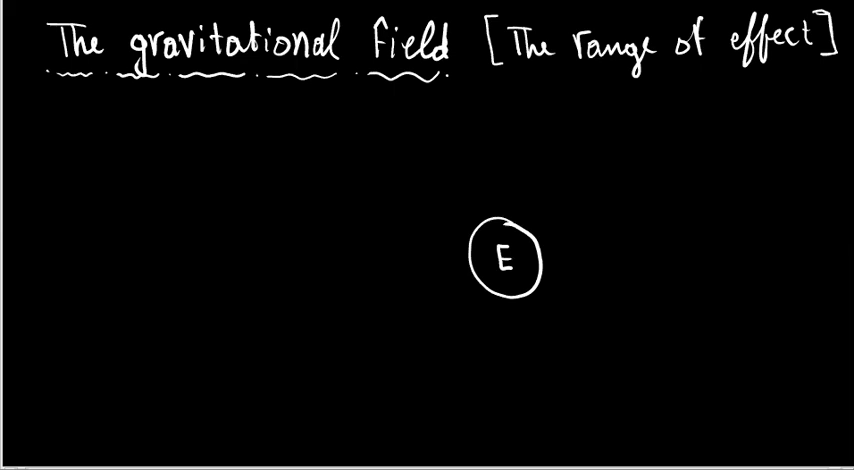 The gravitational field [The range of effect]
E